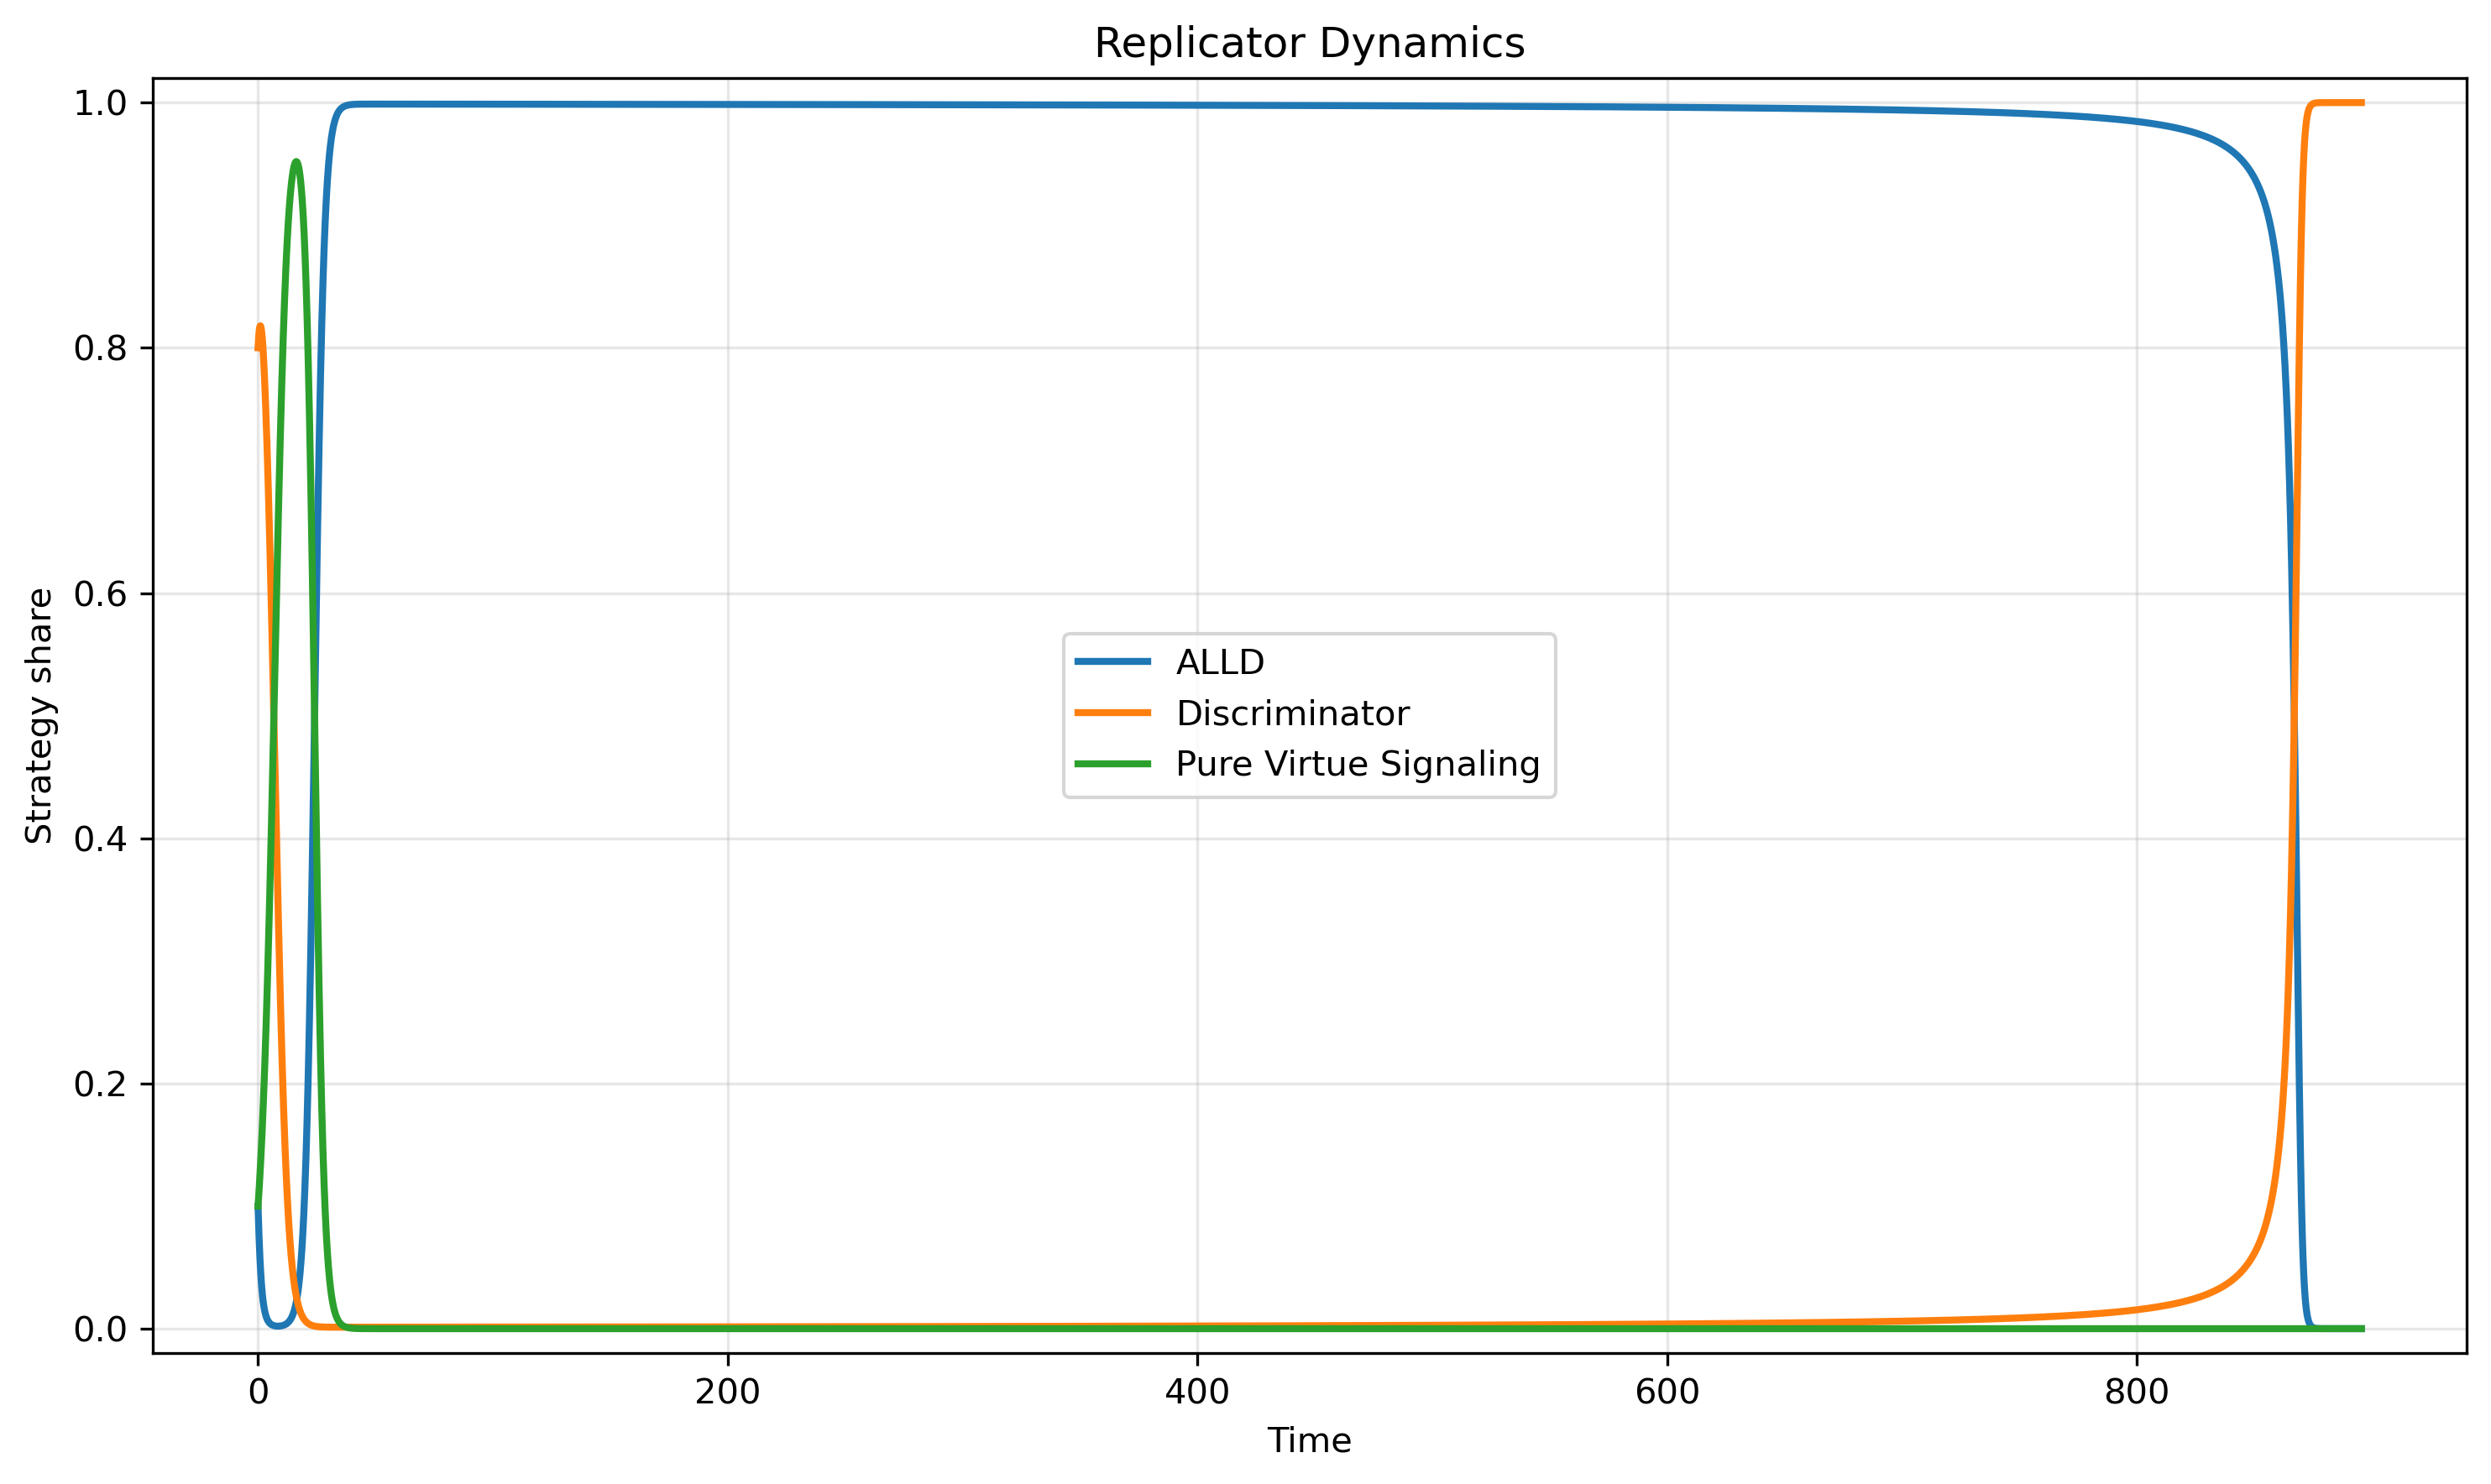 Replicator Dynamics
1.0
0.8
0.6
0.4
0.2
0.0
Strategy share
ALLD
Discriminator
Pure Virtue Signaling
0 200 400 600 800
Time